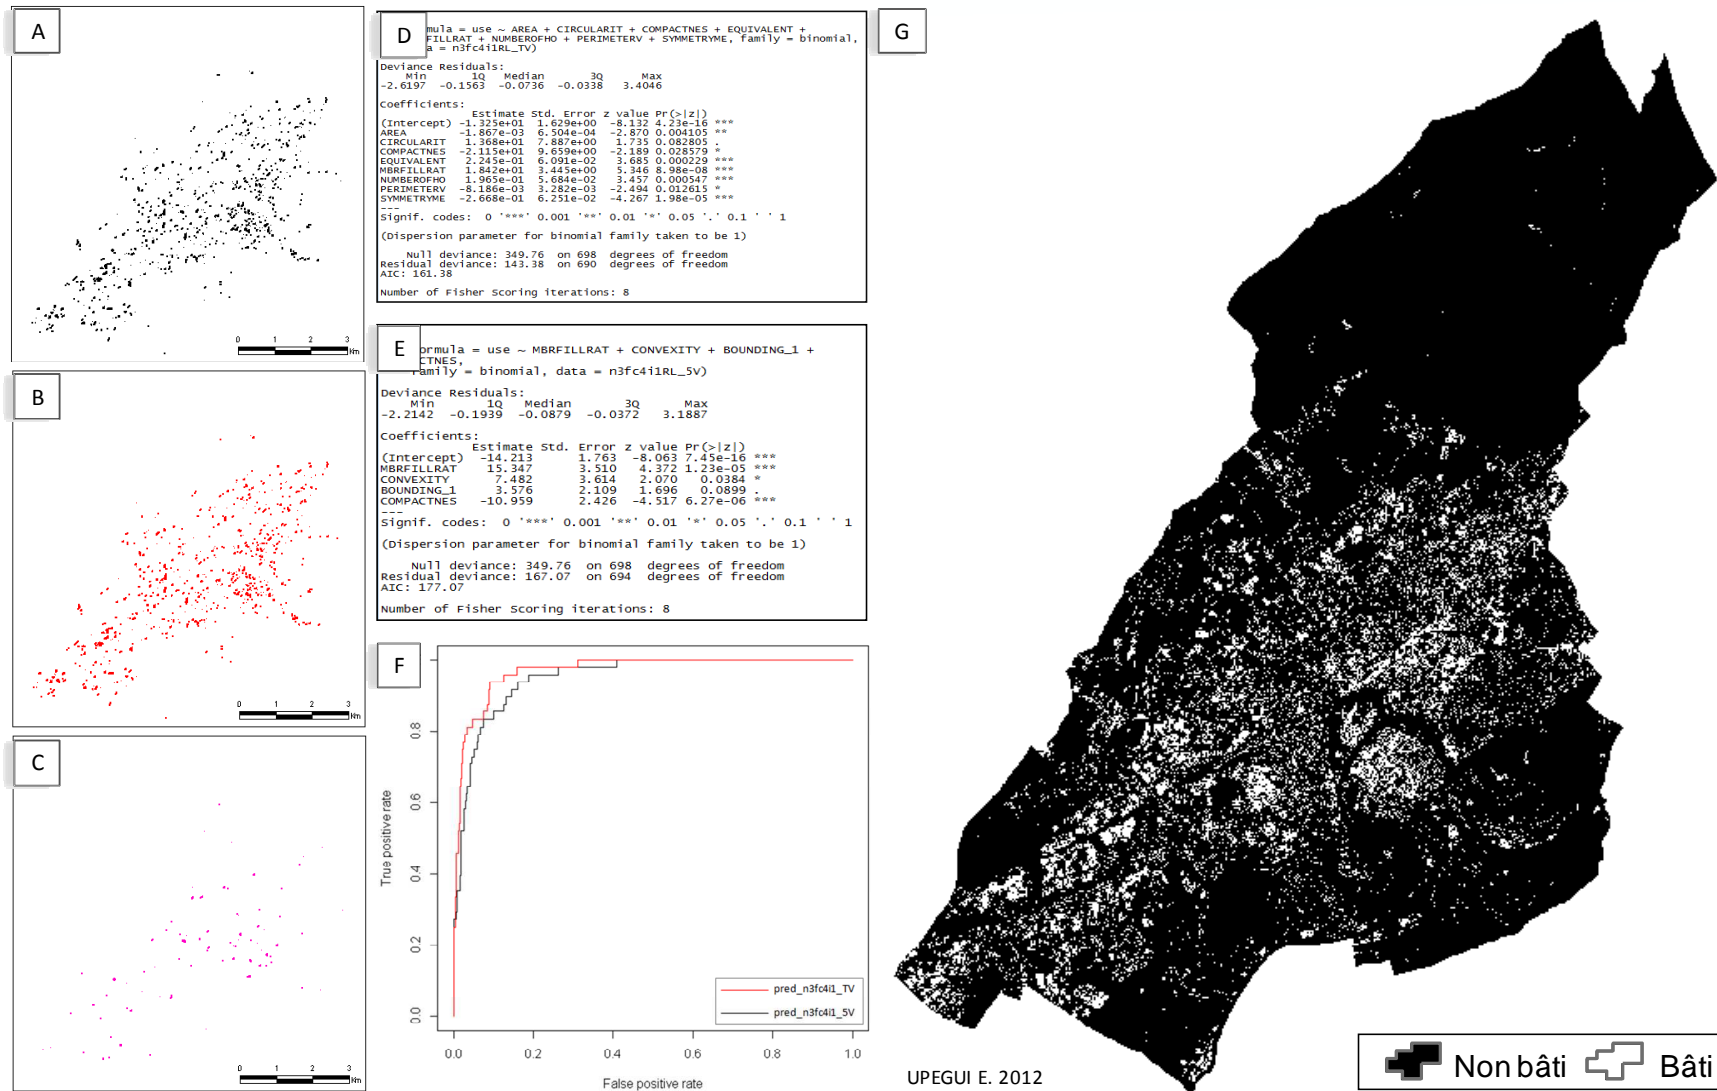 A
0 1 2 3
Km
B
0 1 2 3
Km
C
0 1 2 3
Km
D
mula = use ~ AREA + CIRCULARIT + COMPACTNES + EQUIVALENT +
FILLRAT + NUMBEROFHO + PERIMETERV + SYMMETRYME, family = binomial,
a = n3fc4i1RL_TV)
Deviance Residuals:
Min 1Q Median 3Q Max
-2.6197 -0.1563 -0.0736 -0.0338 3.4046
Coefficients:
Estimate Std. Error z value Pr(>|z|)
(Intercept) -1.325e+01 1.629e+00 -8.132 4.23e-16 ***
AREA -1.867e-03 6.504e-04 -2.870 0.004105 **
CIRCULARIT 1.368e+01 7.887e+00 1.735 0.082805 .
COMPACTNES -2.115e+01 9.659e+00 -2.189 0.028579 *
EQUIVALENT 2.245e-01 6.091e-02 3.685 0.000229 ***
MBRFILLRAT 1.842e+01 3.445e+00 5.346 8.98e-08 ***
NUMBEROFHO 1.965e-01 5.684e-02 3.457 0.000547 ***
PERIMETERV -8.186e-03 3.282e-03 -2.494 0.012615 *
SYMMETRYME -2.668e-01 6.251e-02 -4.267 1.98e-05 ***
---
Signif. codes: 0 '***' 0.001 '**' 0.01 '*' 0.05 '.' 0.1 ' ' 1
(Dispersion parameter for binomial family taken to be 1)
Null deviance: 349.76 on 698 degrees of freedom
Residual deviance: 143.38 on 690 degrees of freedom
AIC: 161.38
Number of Fisher Scoring iterations: 8
E
ormula = use ~ MBRFILLRAT + CONVEXITY + BOUNDING_1 +
CTNES,
family = binomial, data = n3fc4i1RL_5V)
Deviance Residuals:
Min 1Q Median 3Q Max
-2.2142 -0.1939 -0.0879 -0.0372 3.1887
Coefficients:
Estimate Std. Error z value Pr(>|z|)
(Intercept) -14.213 1.763 -8.063 7.45e-16 ***
MBRFILLRAT 15.347 3.510 4.372 1.23e-05 ***
CONVEXITY 7.482 3.614 2.070 0.0384 *
BOUNDING_1 3.576 2.109 1.696 0.0899 .
COMPACTNES -10.959 2.426 -4.517 6.27e-06 ***
---
Signif. codes: 0 '***' 0.001 '**' 0.01 '*' 0.05 '.' 0.1 ' ' 1
(Dispersion parameter for binomial family taken to be 1)
Null deviance: 349.76 on 698 degrees of freedom
Residual deviance: 167.07 on 694 degrees of freedom
AIC: 177.07
Number of Fisher Scoring iterations: 8
F
True positive rate
0.8
0.6
0.4
0.2
0.0
pred_n3fc4i1_TV
pred_n3fc4i1_5V
0.0 0.2 0.4 0.6 0.8 1.0
False positive rate
G
UPEGUI E. 2012
Non bâti Bâti